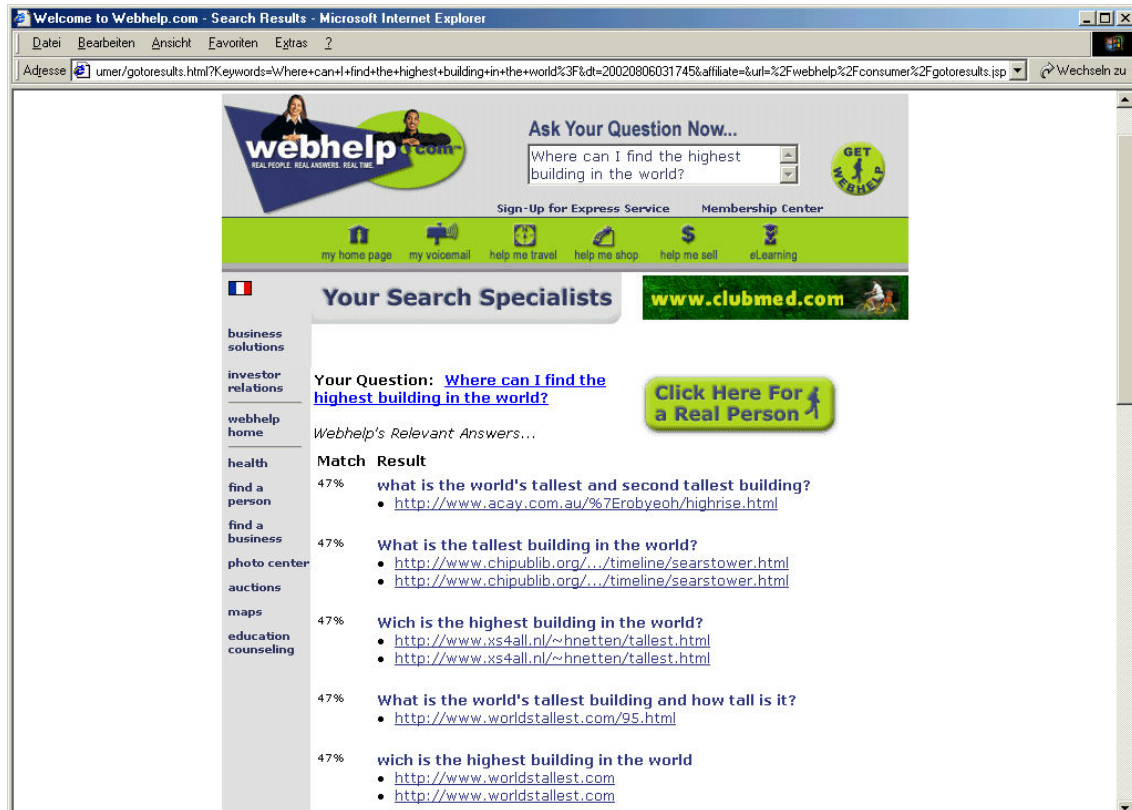 Welcome to Webhelp.com - Search Results - Microsoft Internet Explorer
Datei Bearbeiten Ansicht Favoriten Extras ?
Adresse umer/gotoresults.html?Keywords=Where+can+I+find+the+highest+building+in+the+world%3F&dt=20020806031745&affiliate=&url=%2Fwebhelp%2Fconsumer%2Fgotoresults.jsp Wechseln zu
webhelp.com
REAL PEOPLE. REAL ANSWERS. REAL TIME.
Ask Your Question Now...
Where can I find the highest
building in the world?
GET WEBHELP
Sign-Up for Express Service Membership Center
my home page my voicemail help me travel help me shop help me sell eLearning
Your Search Specialists
www.clubmed.com
business
solutions
investor
relations
webhelp
home
health
find a
person
find a
business
photo center
auctions
maps
education
counseling
Your Question: Where can I find the
highest building in the world?
Click Here For
a Real Person
Webhelp's Relevant Answers...
Match Result
47% what is the world's tallest and second tallest building?
http://www.acay.com.au/%7Erobyeoh/highrise.html
47% What is the tallest building in the world?
http://www.chipublib.org/.../timeline/searstower.html
http://www.chipublib.org/.../timeline/searstower.html
47% Wich is the highest building in the world?
http://www.xs4all.nl/~hnetten/tallest.html
http://www.xs4all.nl/~hnetten/tallest.html
47% What is the world's tallest building and how tall is it?
http://www.worldstallest.com/95.html
47% wich is the highest building in the world
http://www.worldstallest.com
http://www.worldstallest.com